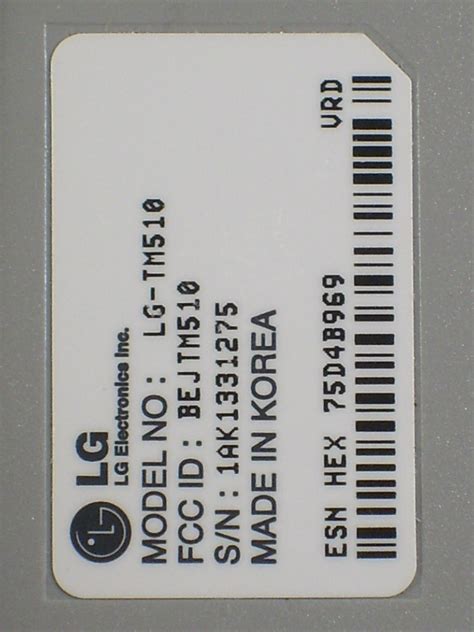 LG
LG Electronics Inc.
MODEL NO : LG-TM510
FCC ID : BEJTM510
S/N : 1AK1331275
MADE IN KOREA
ESN HEX 75D4B969 VRD